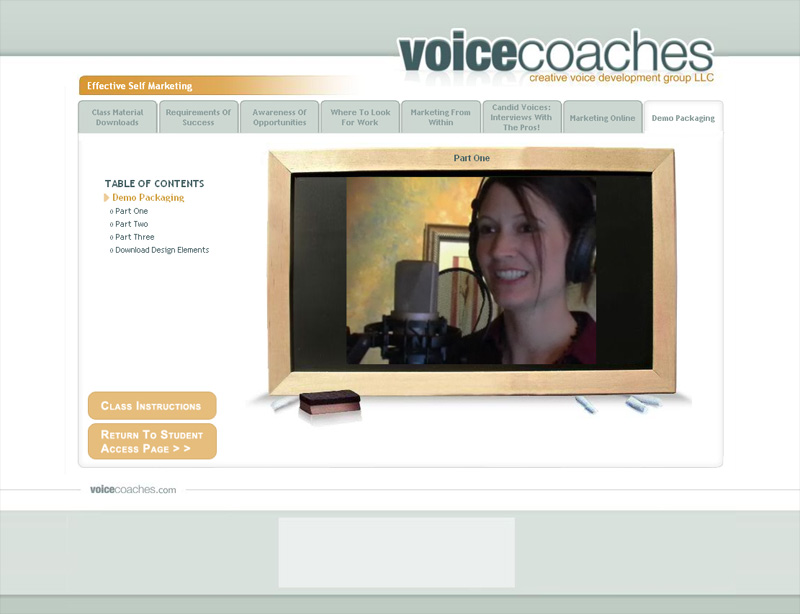 voicecoaches
creative voice development group LLC
Effective Self Marketing
Class Material
Downloads
Requirements Of
Success
Awareness Of
Opportunities
Where To Look
For Work
Marketing From
Within
Candid Voices:
Interviews With
The Pros!
Marketing Online
Demo Packaging
Part One
TABLE OF CONTENTS
Demo Packaging
Part One
Part Two
Part Three
Download Design Elements
Class Instructions
Return To Student
Access Page > >
voicecoaches.com